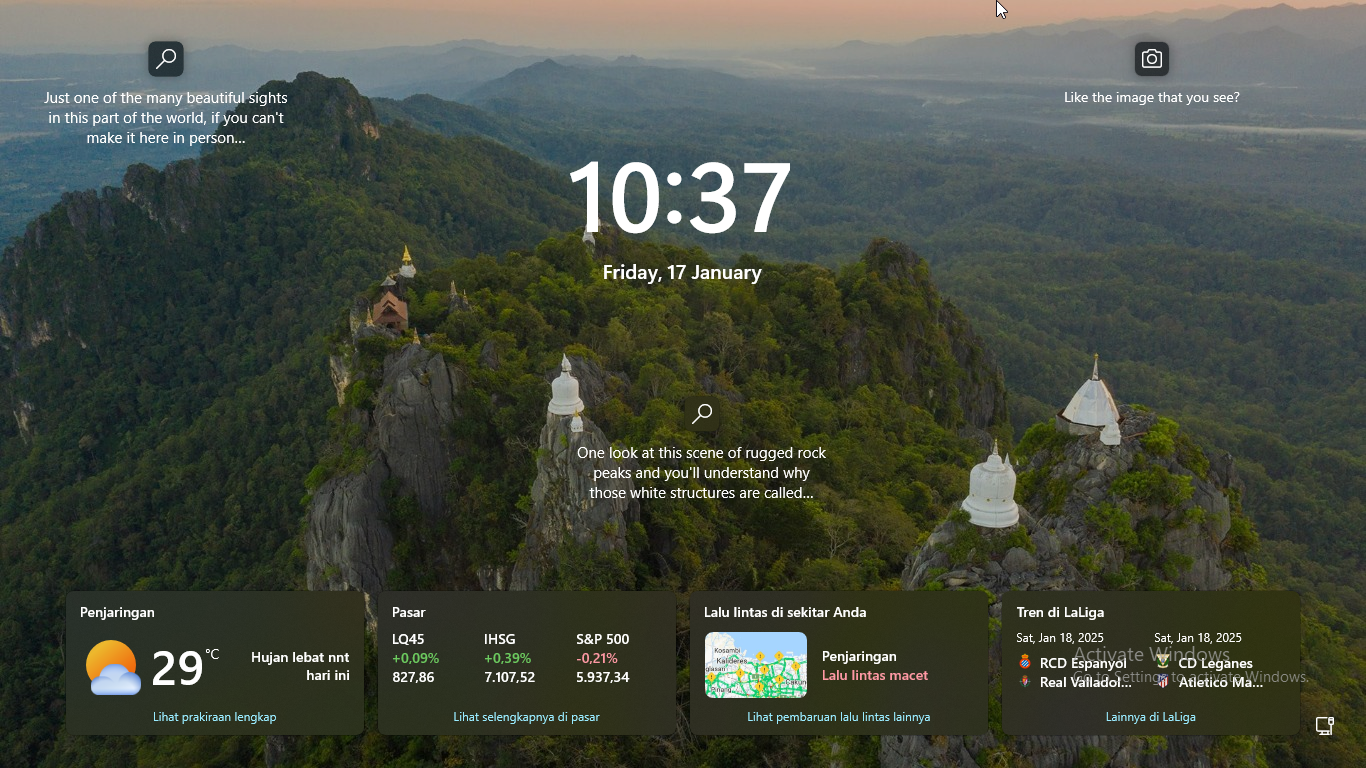 Just one of the many beautiful sights
in this part of the world, if you can't
make it here in person...
Like the image that you see?
10:37
Friday, 17 January
One look at this scene of rugged rock
peaks and you'll understand why
those white structures are called...
Penjaringan
29 °C
Hujan lebat nnt
hari ini
Lihat prakiraan lengkap
Pasar
LQ45 IHSG S&P 500
+0,09% +0,39% -0,21%
827,86 7.107,52 5.937,34
Lihat selengkapnya di pasar
Lalu lintas di sekitar Anda
Kosambi
Kalideres
Penjaringan
Lalu lintas macet
Lihat pembaruan lalu lintas lainnya
Tren di LaLiga
Sat, Jan 18, 2025 Sat, Jan 18, 2025
RCD Espanyol CD Leganes
Real Valladol... Atletico Ma...
Lainnya di LaLiga
Activate Windows
Go to Settings to activate Windows.